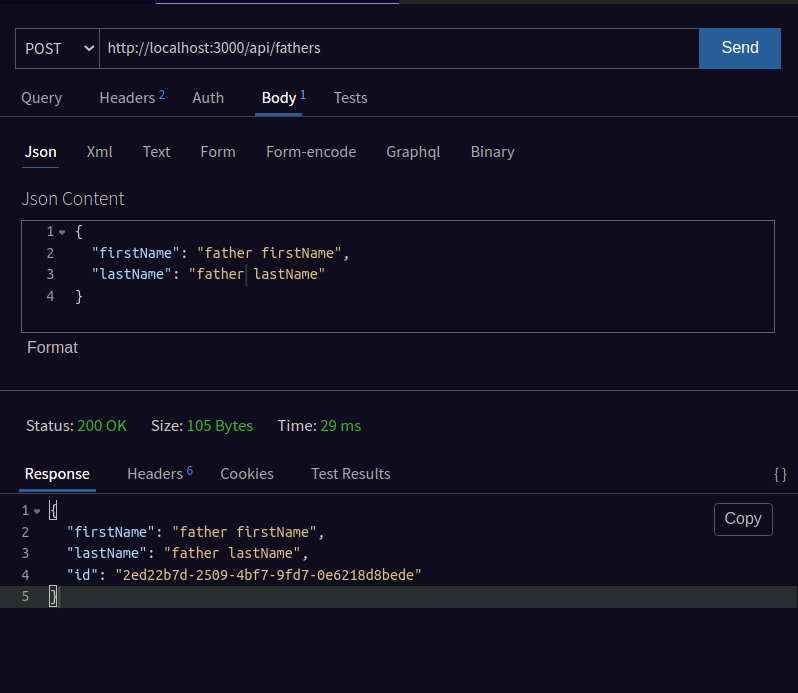 POST http://localhost:3000/api/fathers Send
Query Headers 2 Auth Body 1 Tests
Json Xml Text Form Form-encode Graphql Binary
Json Content
1 {
2 "firstName": "father firstName",
3 "lastName": "father lastName"
4 }
Format
Status: 200 OK Size: 105 Bytes Time: 29 ms
Response Headers 6 Cookies Test Results {}
Copy
1 {
2 "firstName": "father firstName",
3 "lastName": "father lastName",
4 "id": "2ed22b7d-2509-4bf7-9fd7-0e6218d8bede"
5 }